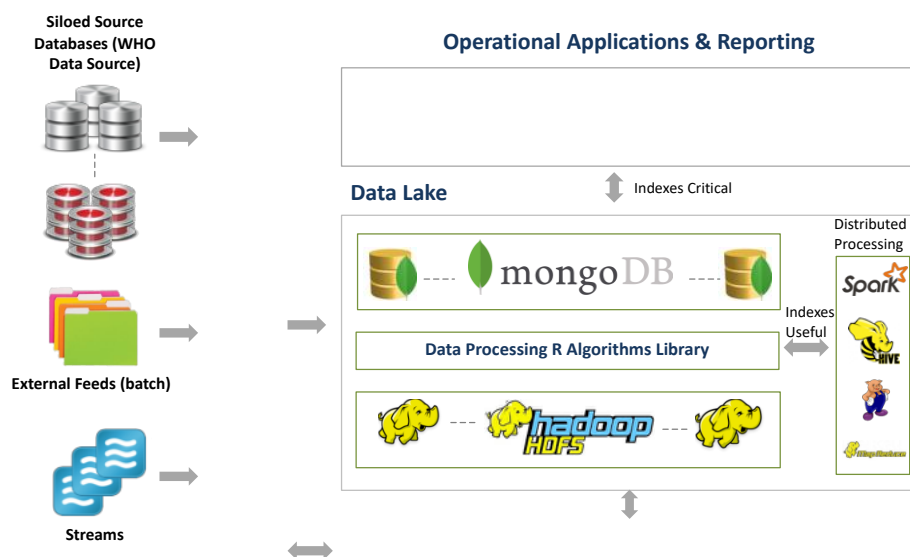 Siloed Source
Databases (WHO
Data Source)
External Feeds (batch)
Streams
Operational Applications & Reporting
Indexes Critical
Data Lake
mongoDB
Data Processing R Algorithms Library
hadoop
HDFS
Indexes
Useful
Distributed
Processing
Spark
HIVE